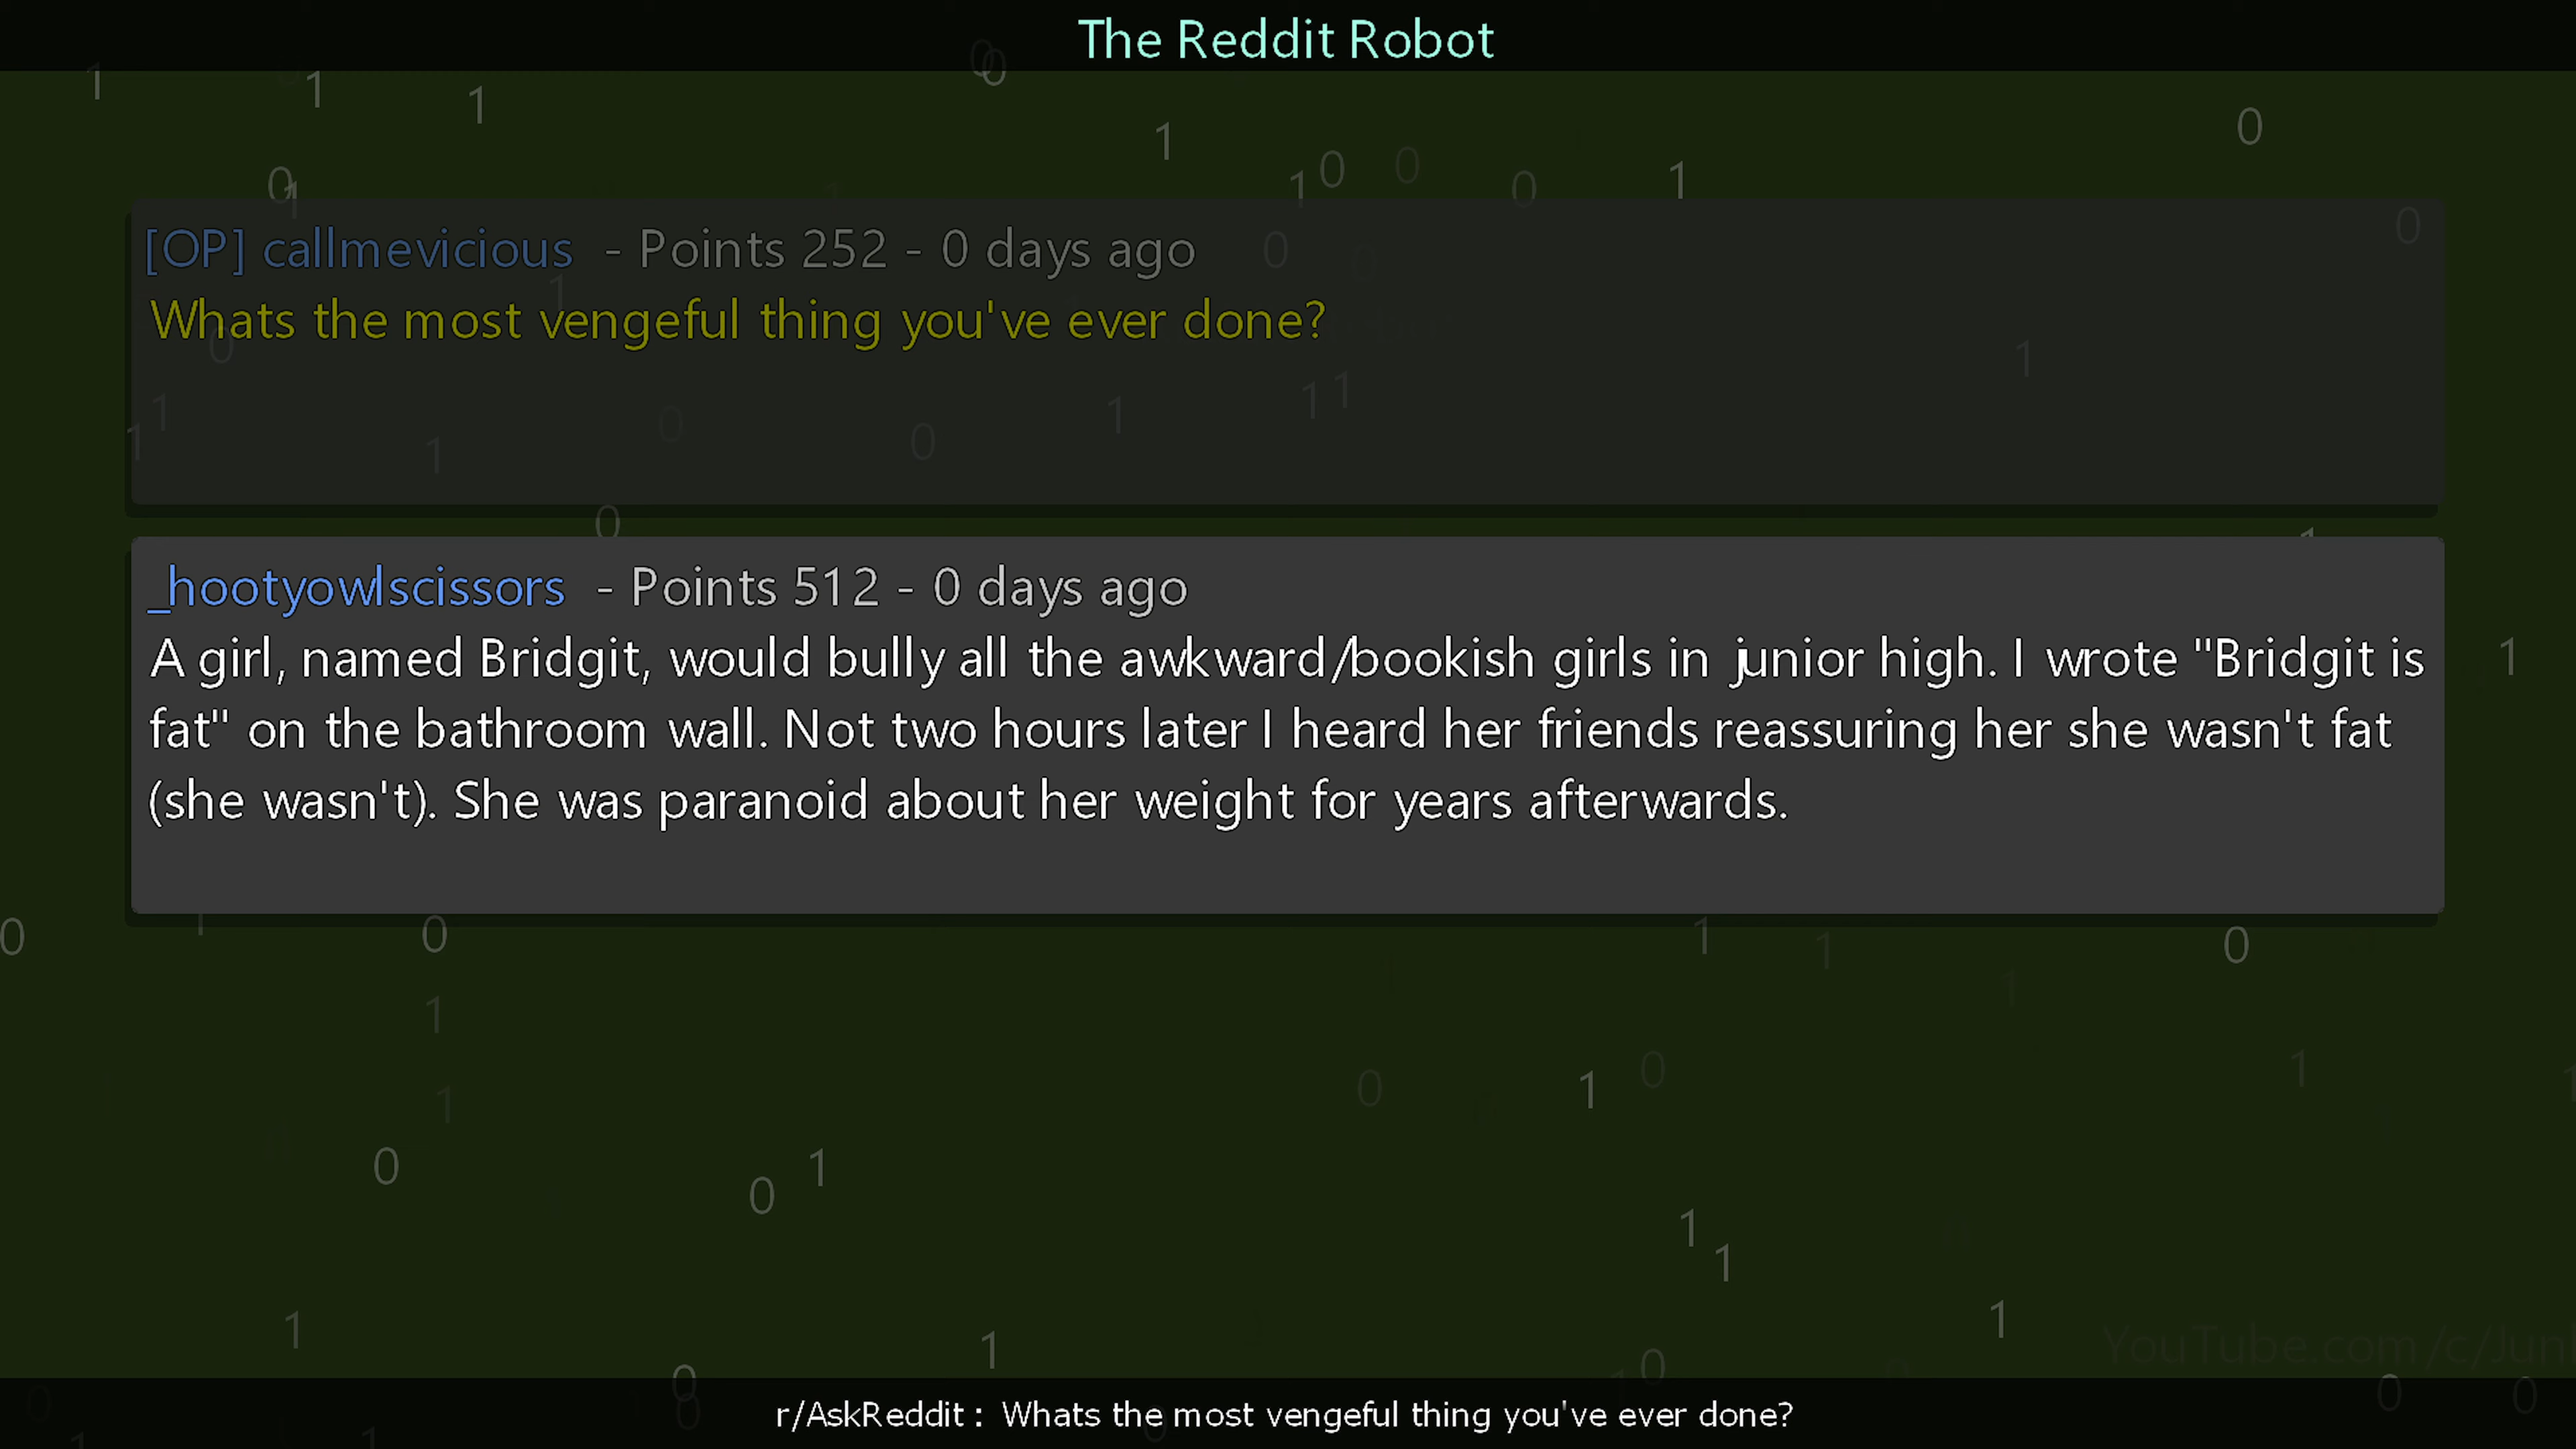 The Reddit Robot
[OP] callmevicious - Points 252 - 0 days ago
Whats the most vengeful thing you've ever done?
_hootyowlscissors - Points 512 - 0 days ago
A girl, named Bridgit, would bully all the awkward/bookish girls in junior high. I wrote "Bridgit is
fat" on the bathroom wall. Not two hours later I heard her friends reassuring her she wasn't fat
(she wasn't). She was paranoid about her weight for years afterwards.
YouTube.com/c/Jun
r/AskReddit : Whats the most vengeful thing you've ever done?